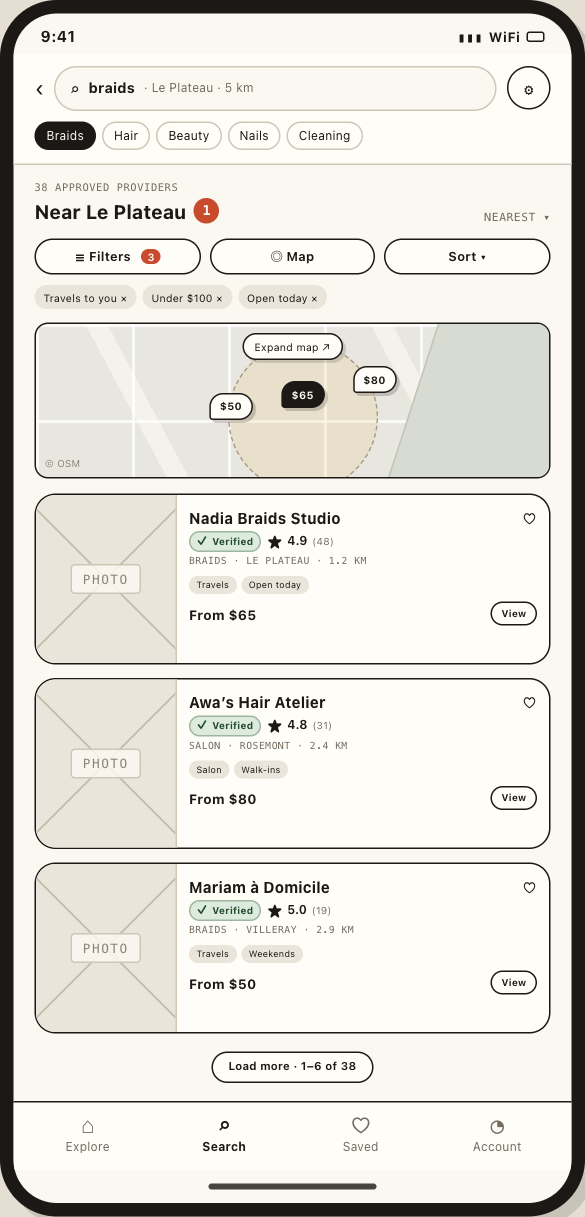 9:41 WiFi
braids · Le Plateau · 5 km
Braids Hair Beauty Nails Cleaning
38 APPROVED PROVIDERS
Near Le Plateau 1
NEAREST ▾
≡ Filters 3 ◎ Map Sort ▾
Travels to you × Under $100 × Open today ×
Expand map ↗
$80
$65
$50
© OSM
Nadia Braids Studio
PHOTO
✓ Verified ★ 4.9 (48)
BRAIDS · LE PLATEAU · 1.2 KM
Travels Open today
From $65 View
Awa’s Hair Atelier
PHOTO
✓ Verified ★ 4.8 (31)
SALON · ROSEMONT · 2.4 KM
Salon Walk-ins
From $80 View
Mariam à Domicile
PHOTO
✓ Verified ★ 5.0 (19)
BRAIDS · VILLERAY · 2.9 KM
Travels Weekends
From $50 View
Load more · 1–6 of 38
Explore Search Saved Account